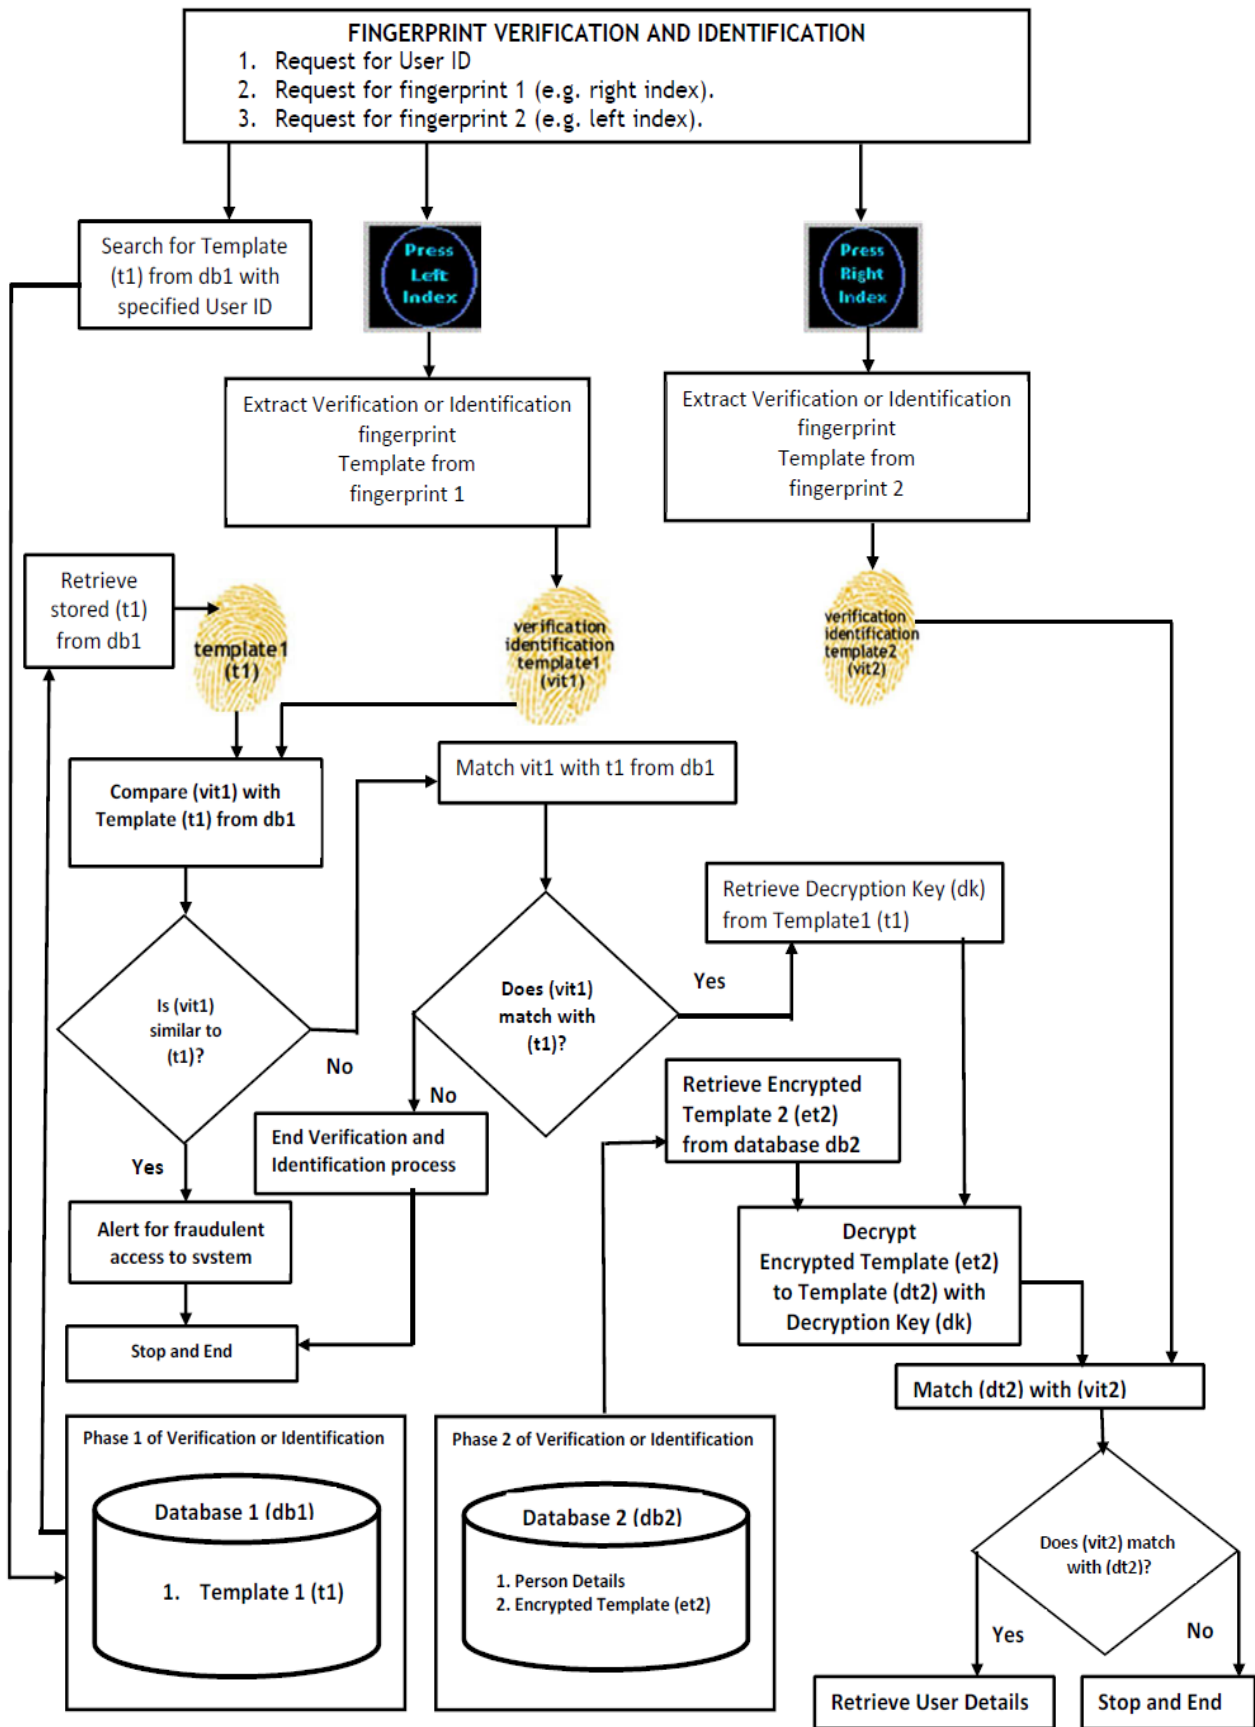 FINGERPRINT VERIFICATION AND IDENTIFICATION
1. Request for User ID
2. Request for fingerprint 1 (e.g. right index).
3. Request for fingerprint 2 (e.g. left index).
Search for Template
(t1) from db1 with
specified User ID
Press
Left
Index
Press
Right
Index
Extract Verification or Identification
fingerprint
Template from
fingerprint 1
Extract Verification or Identification
fingerprint
Template from
fingerprint 2
Retrieve
stored (t1)
from db1
template1
(t1)
verification
identification
template1
(vit1)
verification
identification
template2
(vit2)
Compare (vit1) with
Template (t1) from db1
Match vit1 with t1 from db1
Is (vit1)
similar to
(t1)?
No
Yes
Does (vit1)
match with
(t1)?
Yes
No
Retrieve Decryption Key (dk)
from Template1 (t1)
Retrieve Encrypted
Template 2 (et2)
from database db2
End Verification and
Identification process
Alert for fraudulent
access to system
Stop and End
Decrypt
Encrypted Template (et2)
to Template (dt2) with
Decryption Key (dk)
Match (dt2) with (vit2)
Phase 1 of Verification or Identification
Database 1 (db1)
1. Template 1 (t1)
Phase 2 of Verification or Identification
Database 2 (db2)
1. Person Details
2. Encrypted Template (et2)
Does (vit2) match
with (dt2)?
Yes
No
Retrieve User Details
Stop and End